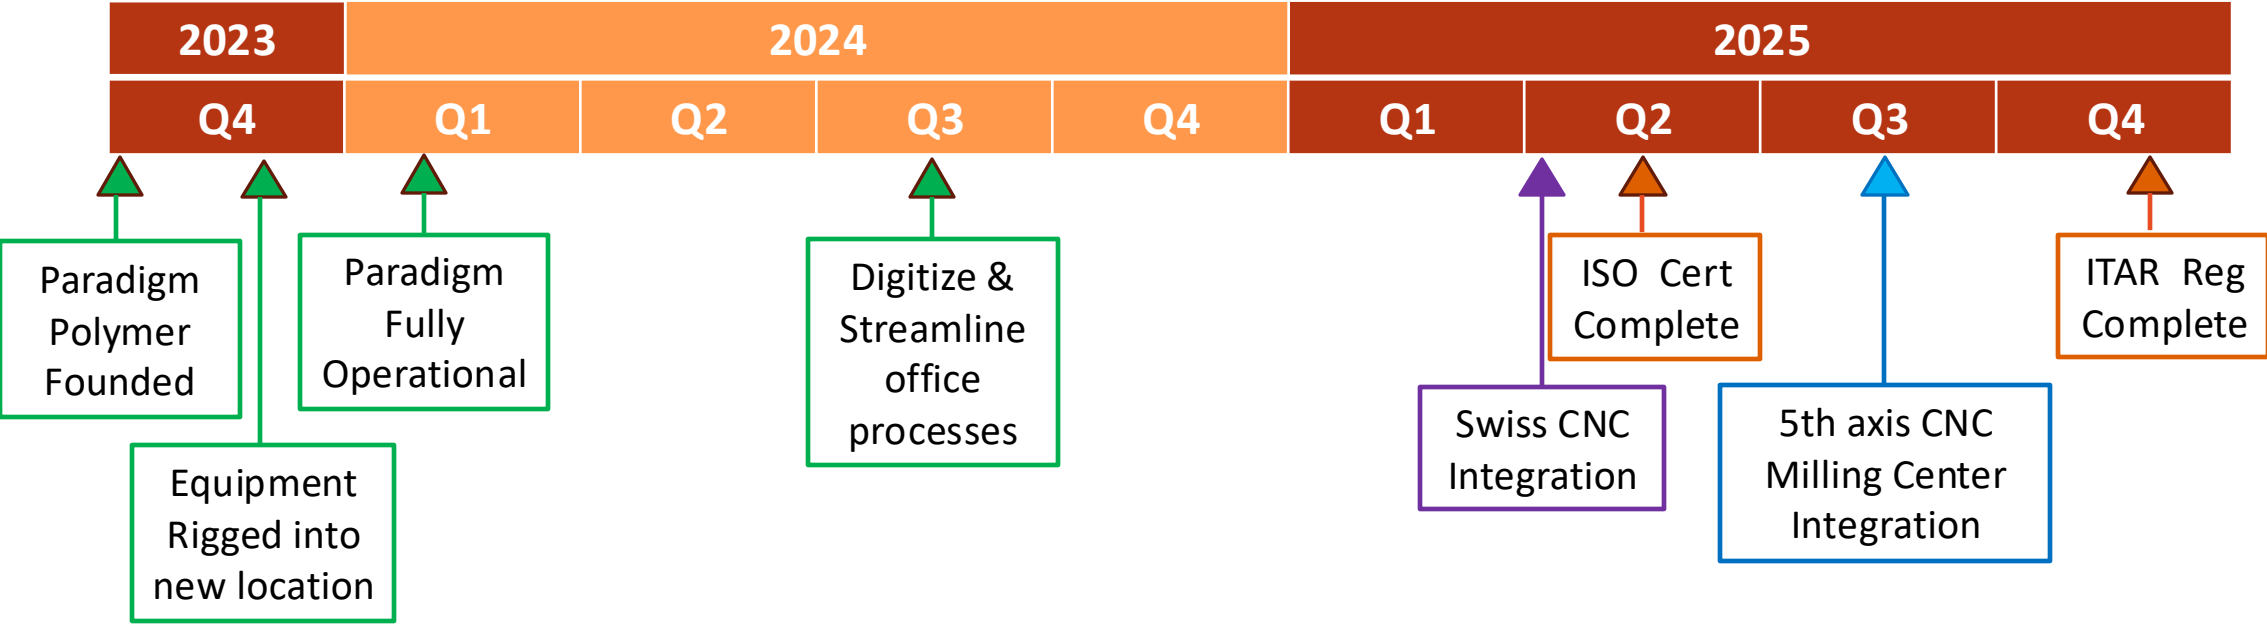 2023
2024
2025
Q4
Q1
Q2
Q3
Q4
Q1
Q2
Q3
Q4
Paradigm
Polymer
Founded
Equipment
Rigged into
new location
Paradigm
Fully
Operational
Digitize &
Streamline
office
processes
Swiss CNC
Integration
ISO Cert
Complete
5th axis CNC
Milling Center
Integration
ITAR Reg
Complete